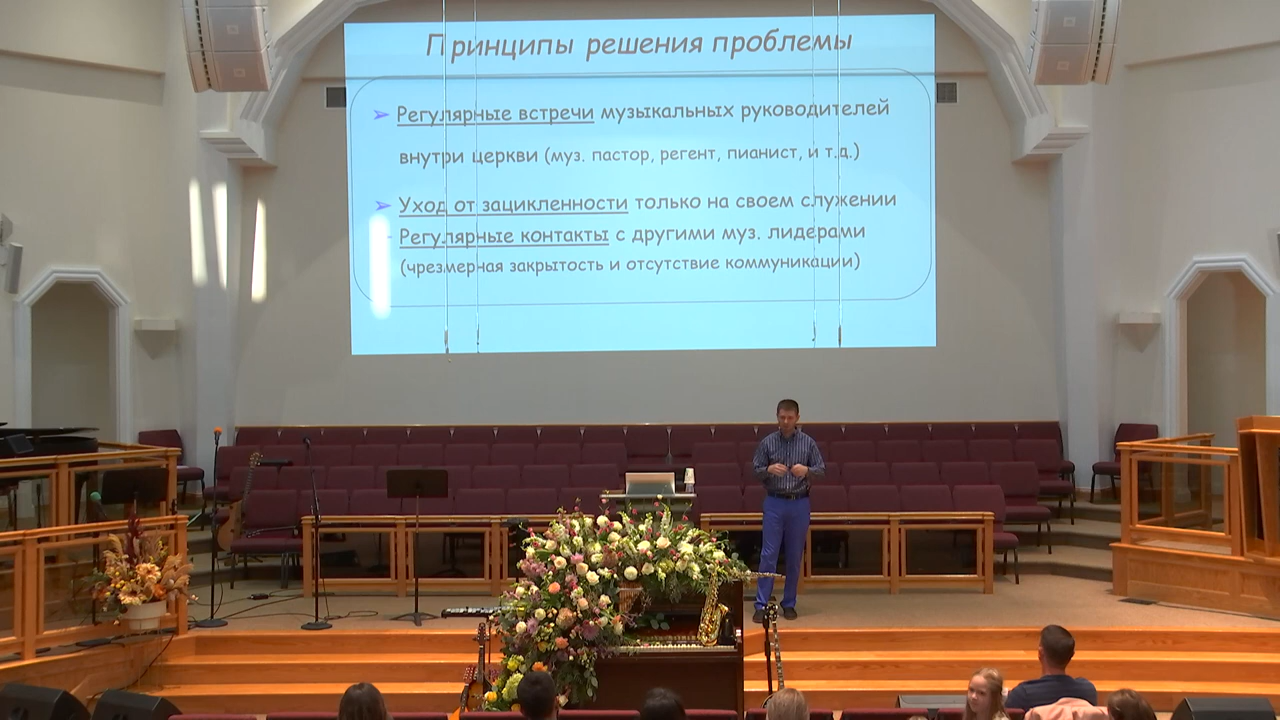 Принципы решения проблемы
➢ Регулярные встречи музыкальных руководителей
внутри церкви (муз. пастор, регент, пианист, и т.д.)
➢ Уход от зацикленности только на своем служении
Регулярные контакты с другими муз. лидерами
(чрезмерная закрытость и отсутствие коммуникации)